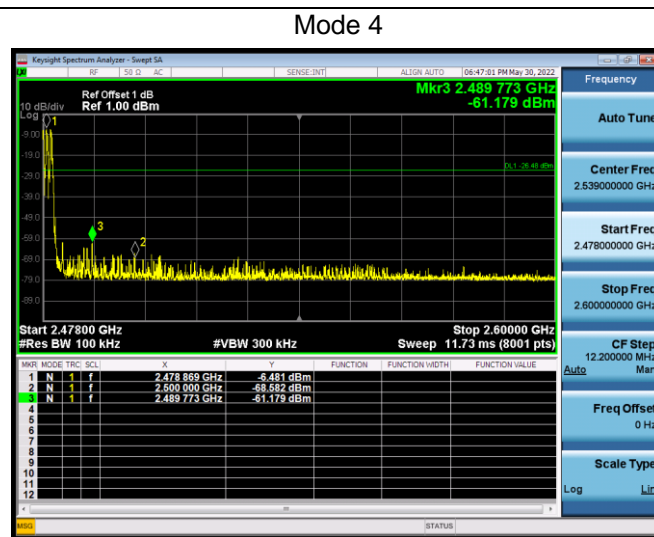 Mode 4
Keysight Spectrum Analyzer - Swept SA
RF 50 Ω AC SENSE:INT ALIGN AUTO 06:47:01 PM May 30, 2022
Frequency
Mkr3 2.489 773 GHz
-61.179 dBm
Ref Offset 1 dB
10 dB/div Ref 1.00 dBm
Log
1
-9.00
-19.0
DL1 -26.48 dBm
-29.0
-39.0
-49.0
3
-59.0
2
-69.0
-79.0
-89.0
Start 2.47800 GHz Stop 2.60000 GHz
#Res BW 100 kHz #VBW 300 kHz Sweep 11.73 ms (8001 pts)
MKR MODE TRC SCL X Y FUNCTION FUNCTION WIDTH FUNCTION VALUE
1 N 1 f 2.478 869 GHz -6.481 dBm
2 N 1 f 2.500 000 GHz -68.582 dBm
3 N 1 f 2.489 773 GHz -61.179 dBm
4
5
6
7
8
9
10
11
12
MSG STATUS
Auto Tune
Center Freq
2.539000000 GHz
Start Freq
2.478000000 GHz
Stop Freq
2.600000000 GHz
CF Step
12.200000 MHz
Auto Man
Freq Offset
0 Hz
Scale Type
Log Lin